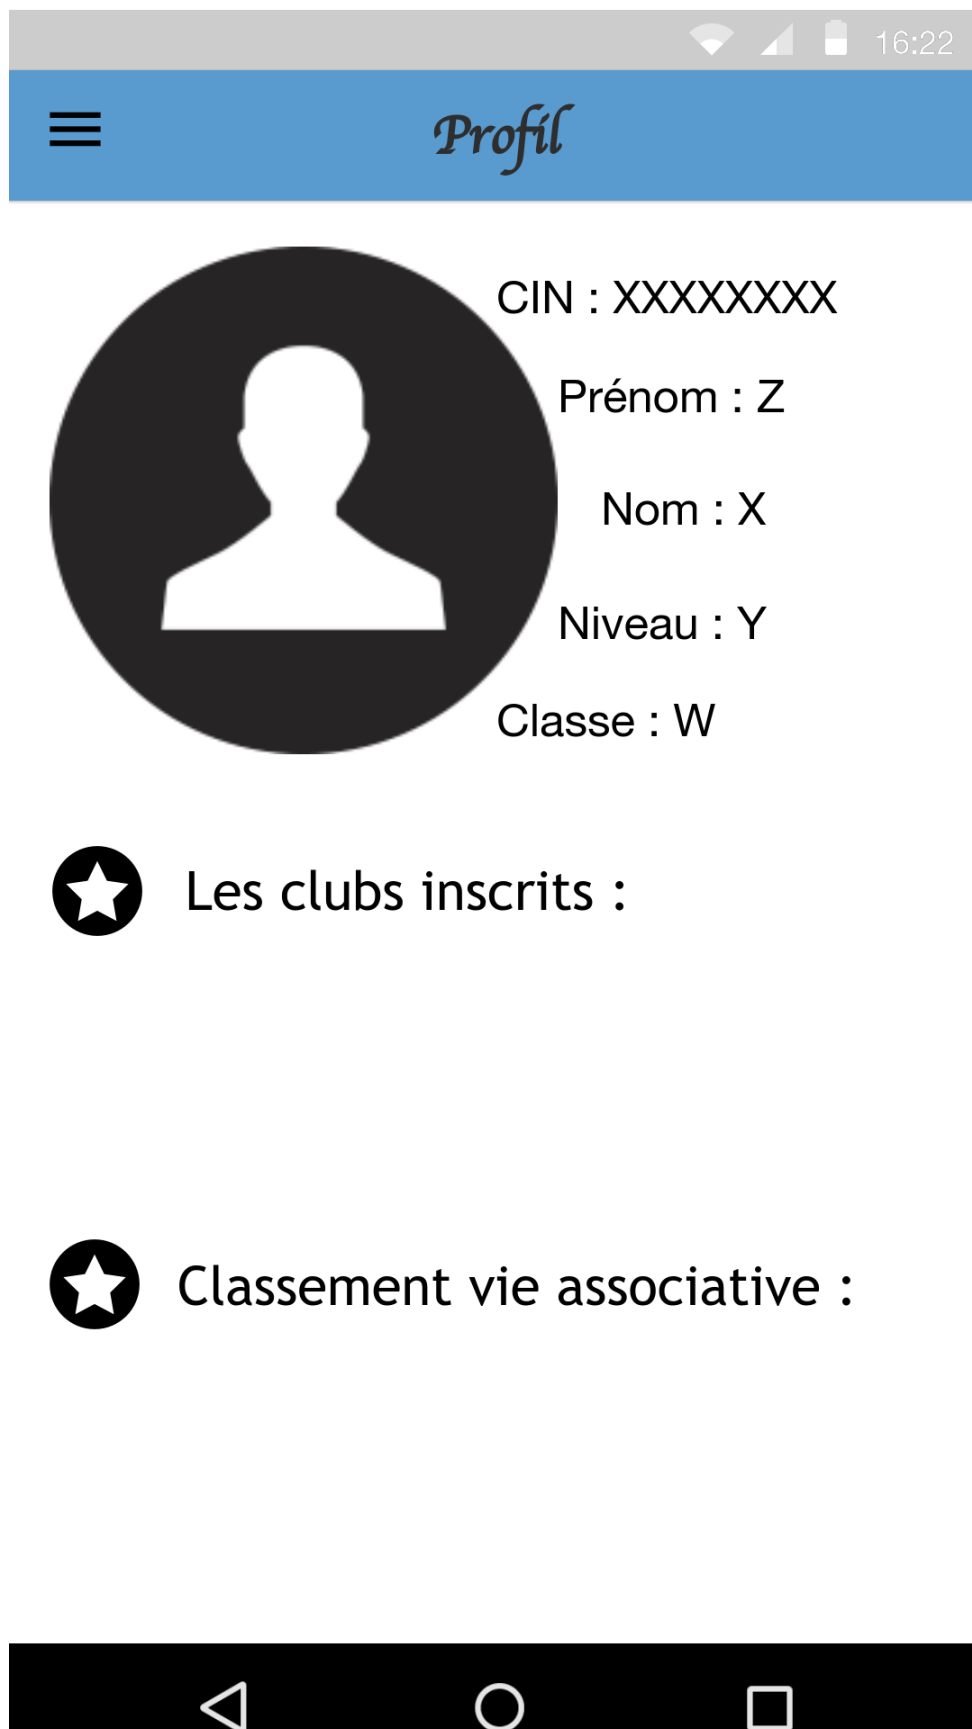 16:22
Profil
CIN : XXXXXXXX
Prénom : Z
Nom : X
Niveau : Y
Classe : W
Les clubs inscrits :
Classement vie associative :